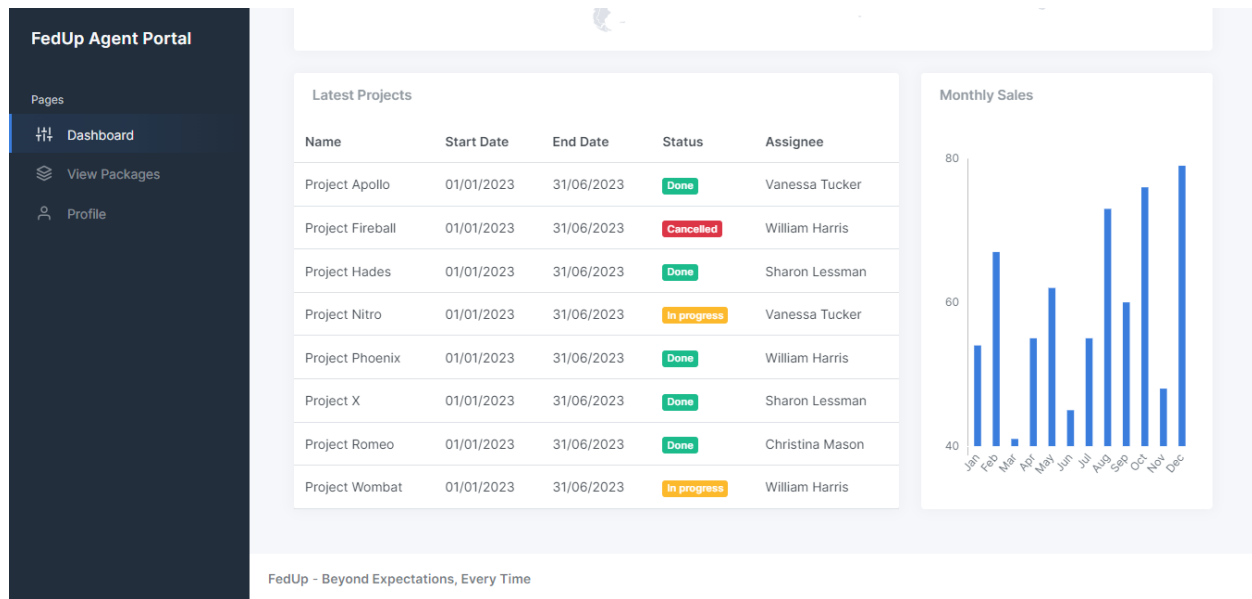 FedUp Agent Portal
Pages
Dashboard
View Packages
Profile
Latest Projects
Name Start Date End Date Status Assignee
Project Apollo 01/01/2023 31/06/2023 Done Vanessa Tucker
Project Fireball 01/01/2023 31/06/2023 Cancelled William Harris
Project Hades 01/01/2023 31/06/2023 Done Sharon Lessman
Project Nitro 01/01/2023 31/06/2023 In progress Vanessa Tucker
Project Phoenix 01/01/2023 31/06/2023 Done William Harris
Project X 01/01/2023 31/06/2023 Done Sharon Lessman
Project Romeo 01/01/2023 31/06/2023 Done Christina Mason
Project Wombat 01/01/2023 31/06/2023 In progress William Harris
Monthly Sales
80
60
40
Jan Feb Mar Apr May Jun Jul Aug Sep Oct Nov Dec
FedUp - Beyond Expectations, Every Time